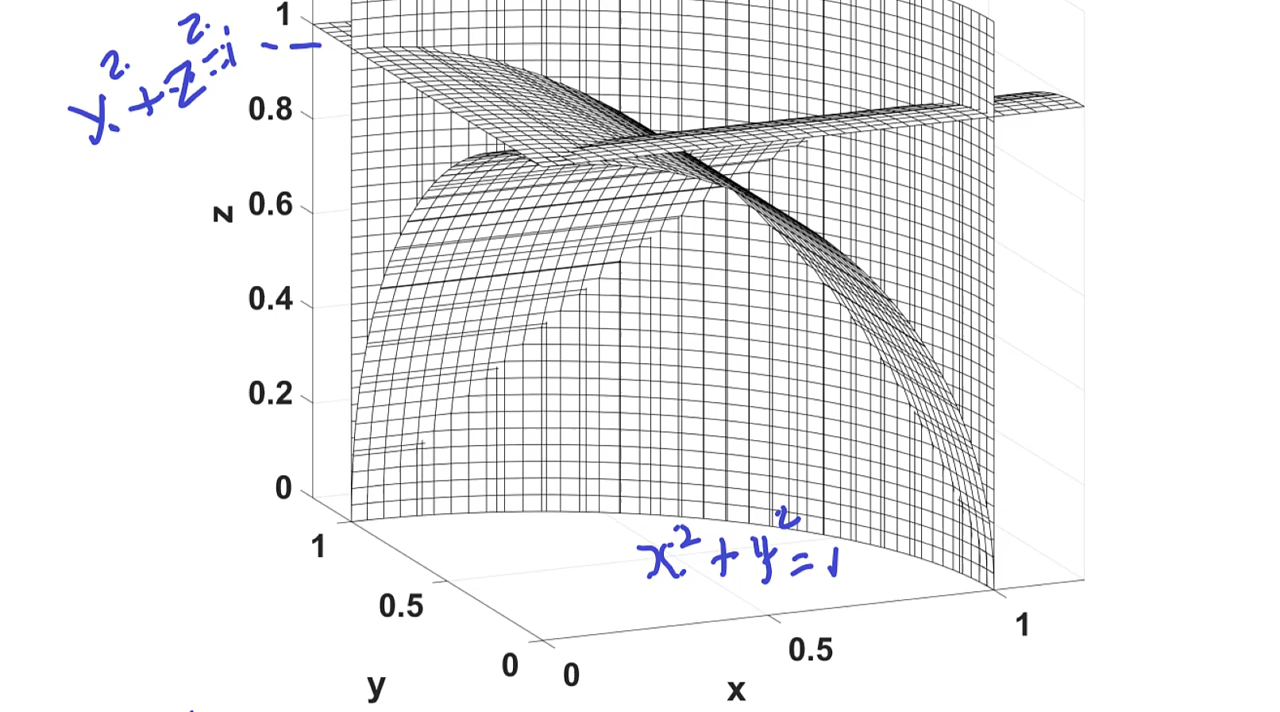 1
y² + z² = 1
0.8
z
0.6
0.4
0.2
0
x² + y² = 1
1
0.5
0
y
0
0.5
1
x